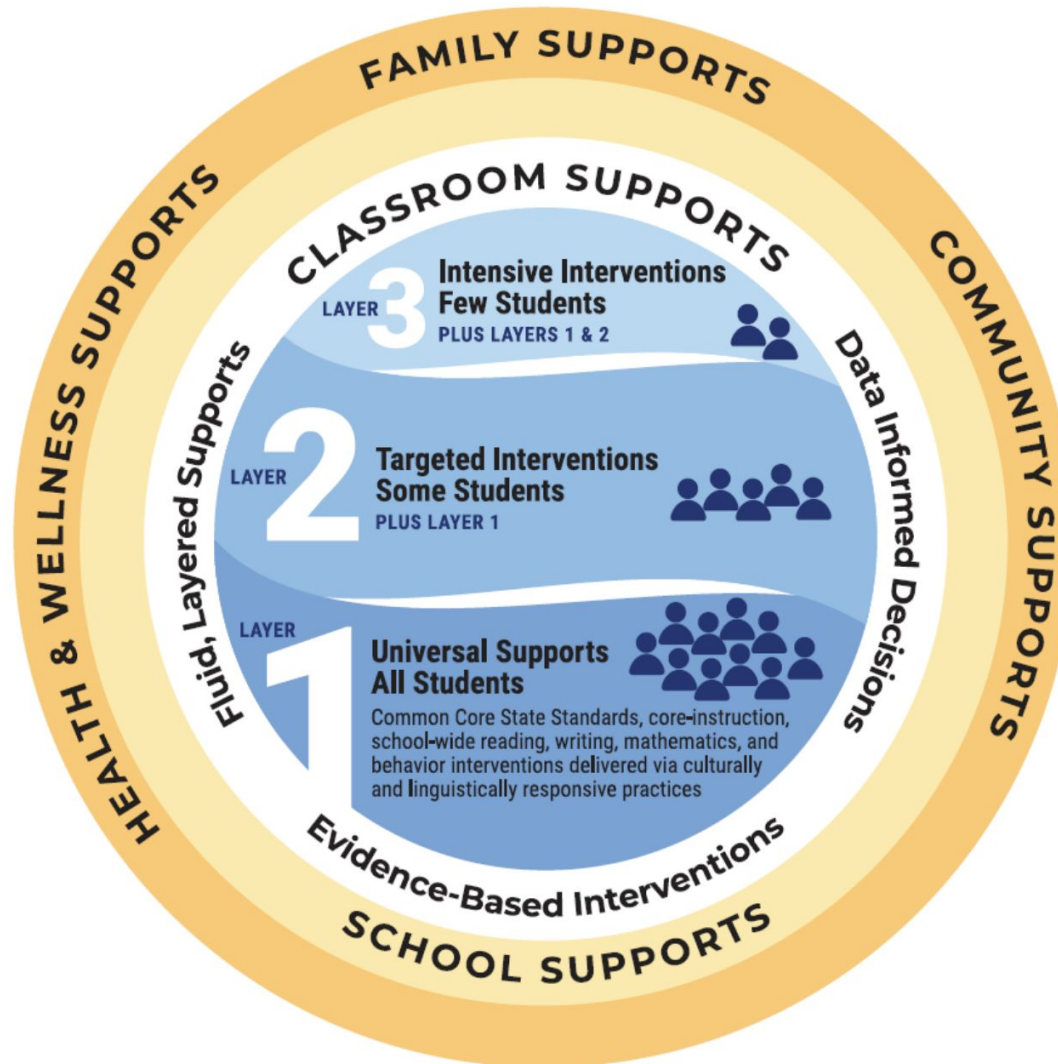 FAMILY SUPPORTS
HEALTH & WELLNESS SUPPORTS
COMMUNITY SUPPORTS
CLASSROOM SUPPORTS
Fluid, Layered Supports
Data Informed Decisions
LAYER 3
Intensive Interventions
Few Students
PLUS LAYERS 1 & 2
LAYER 2
Targeted Interventions
Some Students
PLUS LAYER 1
LAYER 1
Universal Supports
All Students
Common Core State Standards, core-instruction,
school-wide reading, writing, mathematics, and
behavior interventions delivered via culturally
and linguistically responsive practices
Evidence-Based Interventions
SCHOOL SUPPORTS